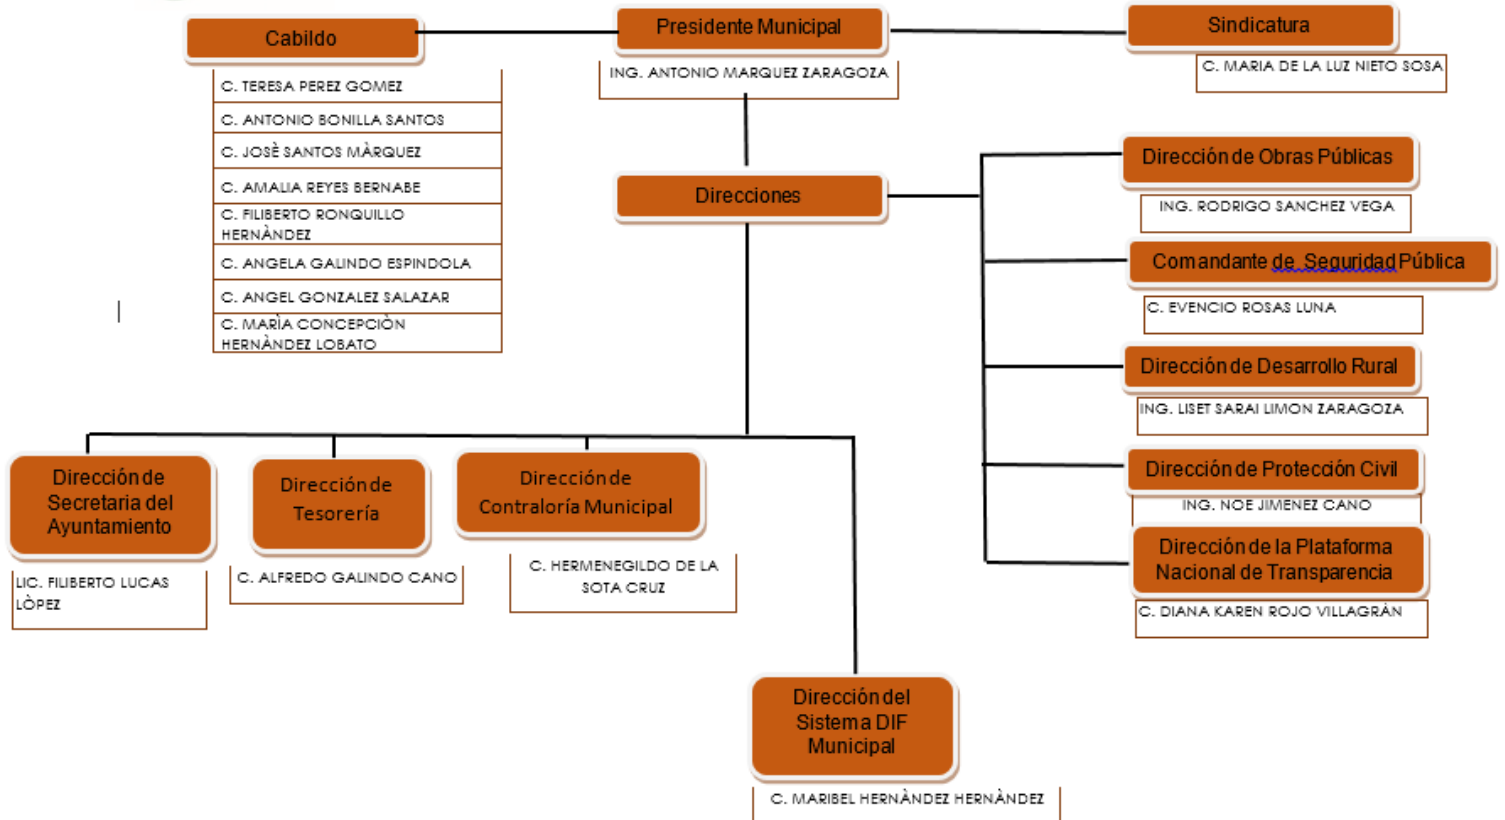 Cabildo
Presidente Municipal
Sindicatura
C. TERESA PEREZ GOMEZ
C. ANTONIO BONILLA SANTOS
C. JOSÈ SANTOS MÀRQUEZ
C. AMALIA REYES BERNABE
C. FILIBERTO RONQUILLO
HERNÀNDEZ
C. ANGELA GALINDO ESPINDOLA
C. ANGEL GONZALEZ SALAZAR
C. MARÌA CONCEPCIÒN
HERNÀNDEZ LOBATO
ING. ANTONIO MARQUEZ ZARAGOZA
C. MARIA DE LA LUZ NIETO SOSA
Direcciones
Dirección de Obras Públicas
ING. RODRIGO SANCHEZ VEGA
Comandante de Seguridad Pública
C. EVENCIO ROSAS LUNA
Dirección de Desarrollo Rural
ING. LISET SARAI LIMON ZARAGOZA
Dirección de Protección Civil
ING. NOE JIMENEZ CANO
Dirección de la Plataforma
Nacional de Transparencia
C. DIANA KAREN ROJO VILLAGRÀN
Dirección de
Secretaria del
Ayuntamiento
LIC. FILIBERTO LUCAS
LÒPEZ
Dirección de
Tesorería
C. ALFREDO GALINDO CANO
Dirección de
Contraloría Municipal
C. HERMENEGILDO DE LA
SOTA CRUZ
Dirección del
Sistema DIF
Municipal
C. MARIBEL HERNÀNDEZ HERNÀNDEZ